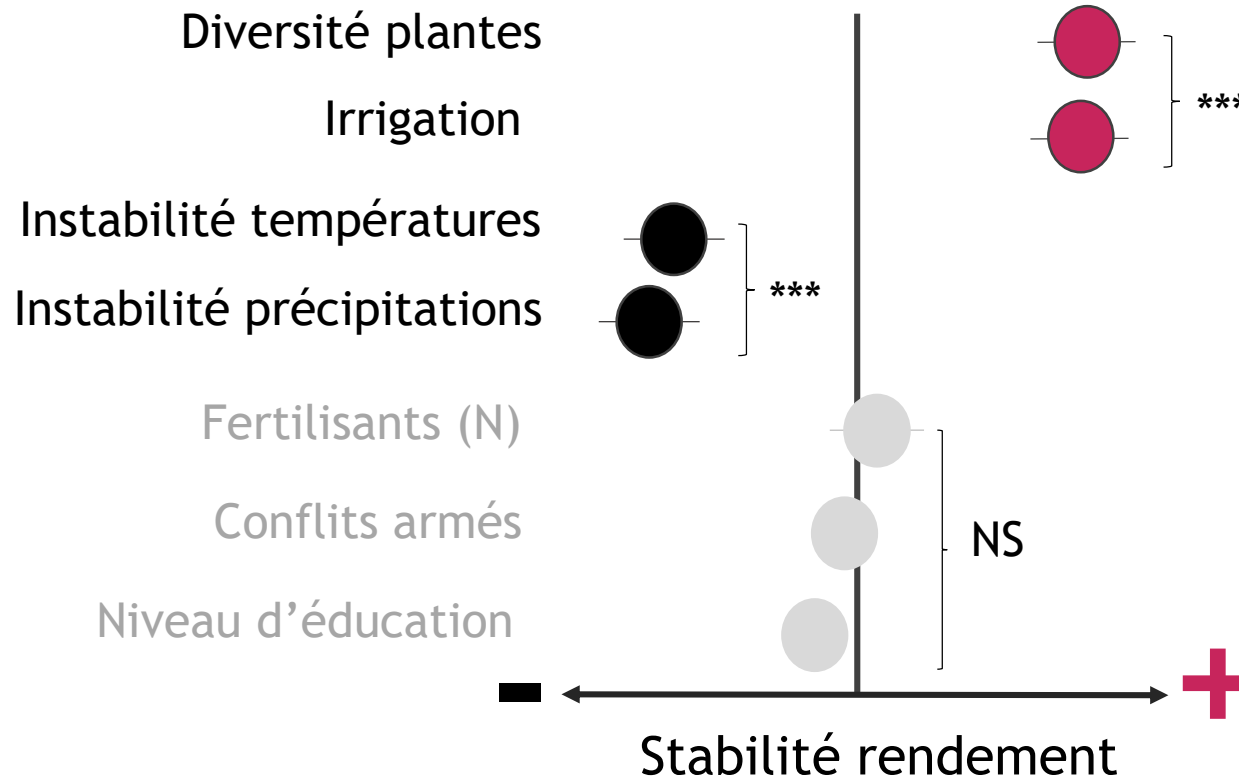 Diversité plantes
***
Irrigation
Instabilité températures
***
Instabilité précipitations
Fertilisants (N)
Conflits armés
NS
Niveau d’éducation
- +
Stabilité rendement